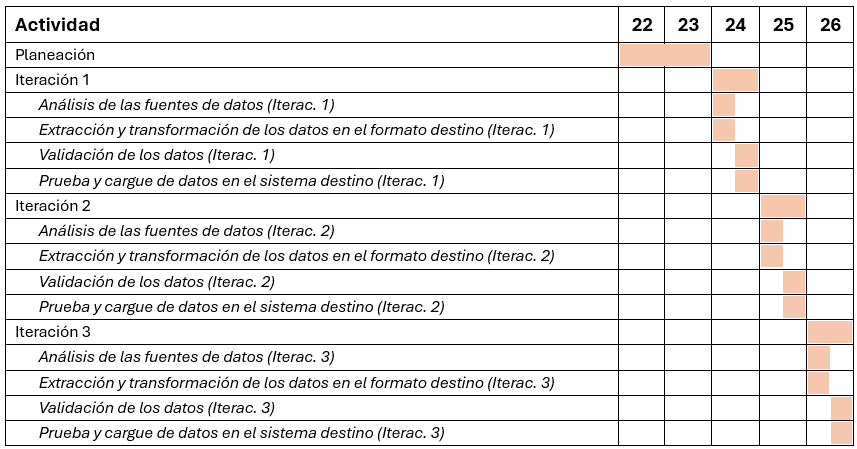 Actividad 22 23 24 25 26
Planeación
Iteración 1
Análisis de las fuentes de datos (Iterac. 1)
Extracción y transformación de los datos en el formato destino (Iterac. 1)
Validación de los datos (Iterac. 1)
Prueba y cargue de datos en el sistema destino (Iterac. 1)
Iteración 2
Análisis de las fuentes de datos (Iterac. 2)
Extracción y transformación de los datos en el formato destino (Iterac. 2)
Validación de los datos (Iterac. 2)
Prueba y cargue de datos en el sistema destino (Iterac. 2)
Iteración 3
Análisis de las fuentes de datos (Iterac. 3)
Extracción y transformación de los datos en el formato destino (Iterac. 3)
Validación de los datos (Iterac. 3)
Prueba y cargue de datos en el sistema destino (Iterac. 3)